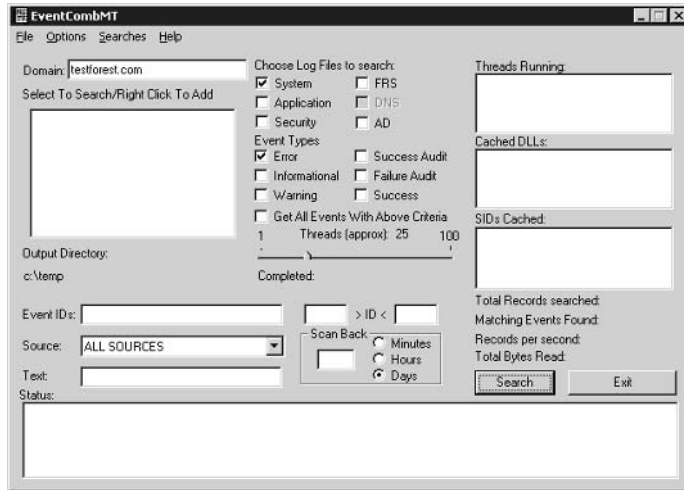 EventCombMT
File Options Searches Help
Domain: testforest.com
Select To Search/Right Click To Add
Output Directory:
c:\temp
Choose Log Files to search:
System FRS
Application DNS
Security AD
Event Types
Error Success Audit
Informational Failure Audit
Warning Success
Get All Events With Above Criteria
1 Threads (approx): 25 100
Completed:
Threads Running:
Cached DLLs:
SIDs Cached:
Total Records searched:
Matching Events Found:
Records per second:
Total Bytes Read:
Event IDs: > ID <
Source: ALL SOURCES
Text:
Scan Back
Minutes
Hours
Days
Search Exit
Status: